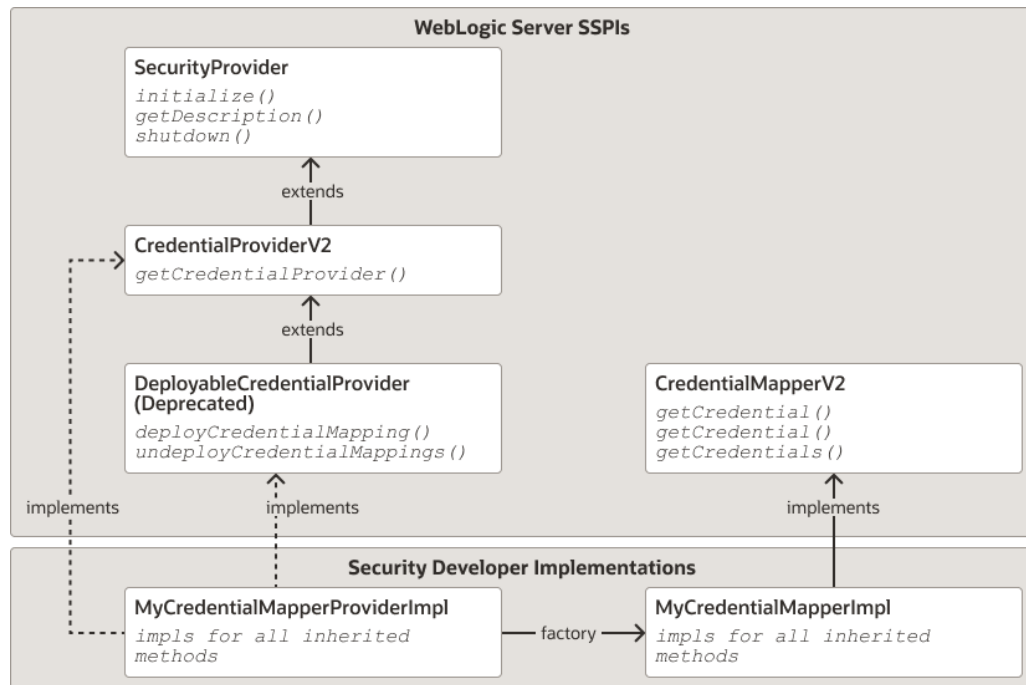 WebLogic Server SSPIs
SecurityProvider
initialize()
getDescription()
shutdown()
extends
CredentialProviderV2
getCredentialProvider()
extends
DeployableCredentialProvider
(Deprecated)
deployCredentialMapping()
undeployCredentialMappings()
CredentialMapperV2
getCredential()
getCredential()
getCredentials()
implements
implements
implements
Security Developer Implementations
MyCredentialMapperProviderImpl
impls for all inherited
methods
factory
MyCredentialMapperImpl
impls for all inherited
methods